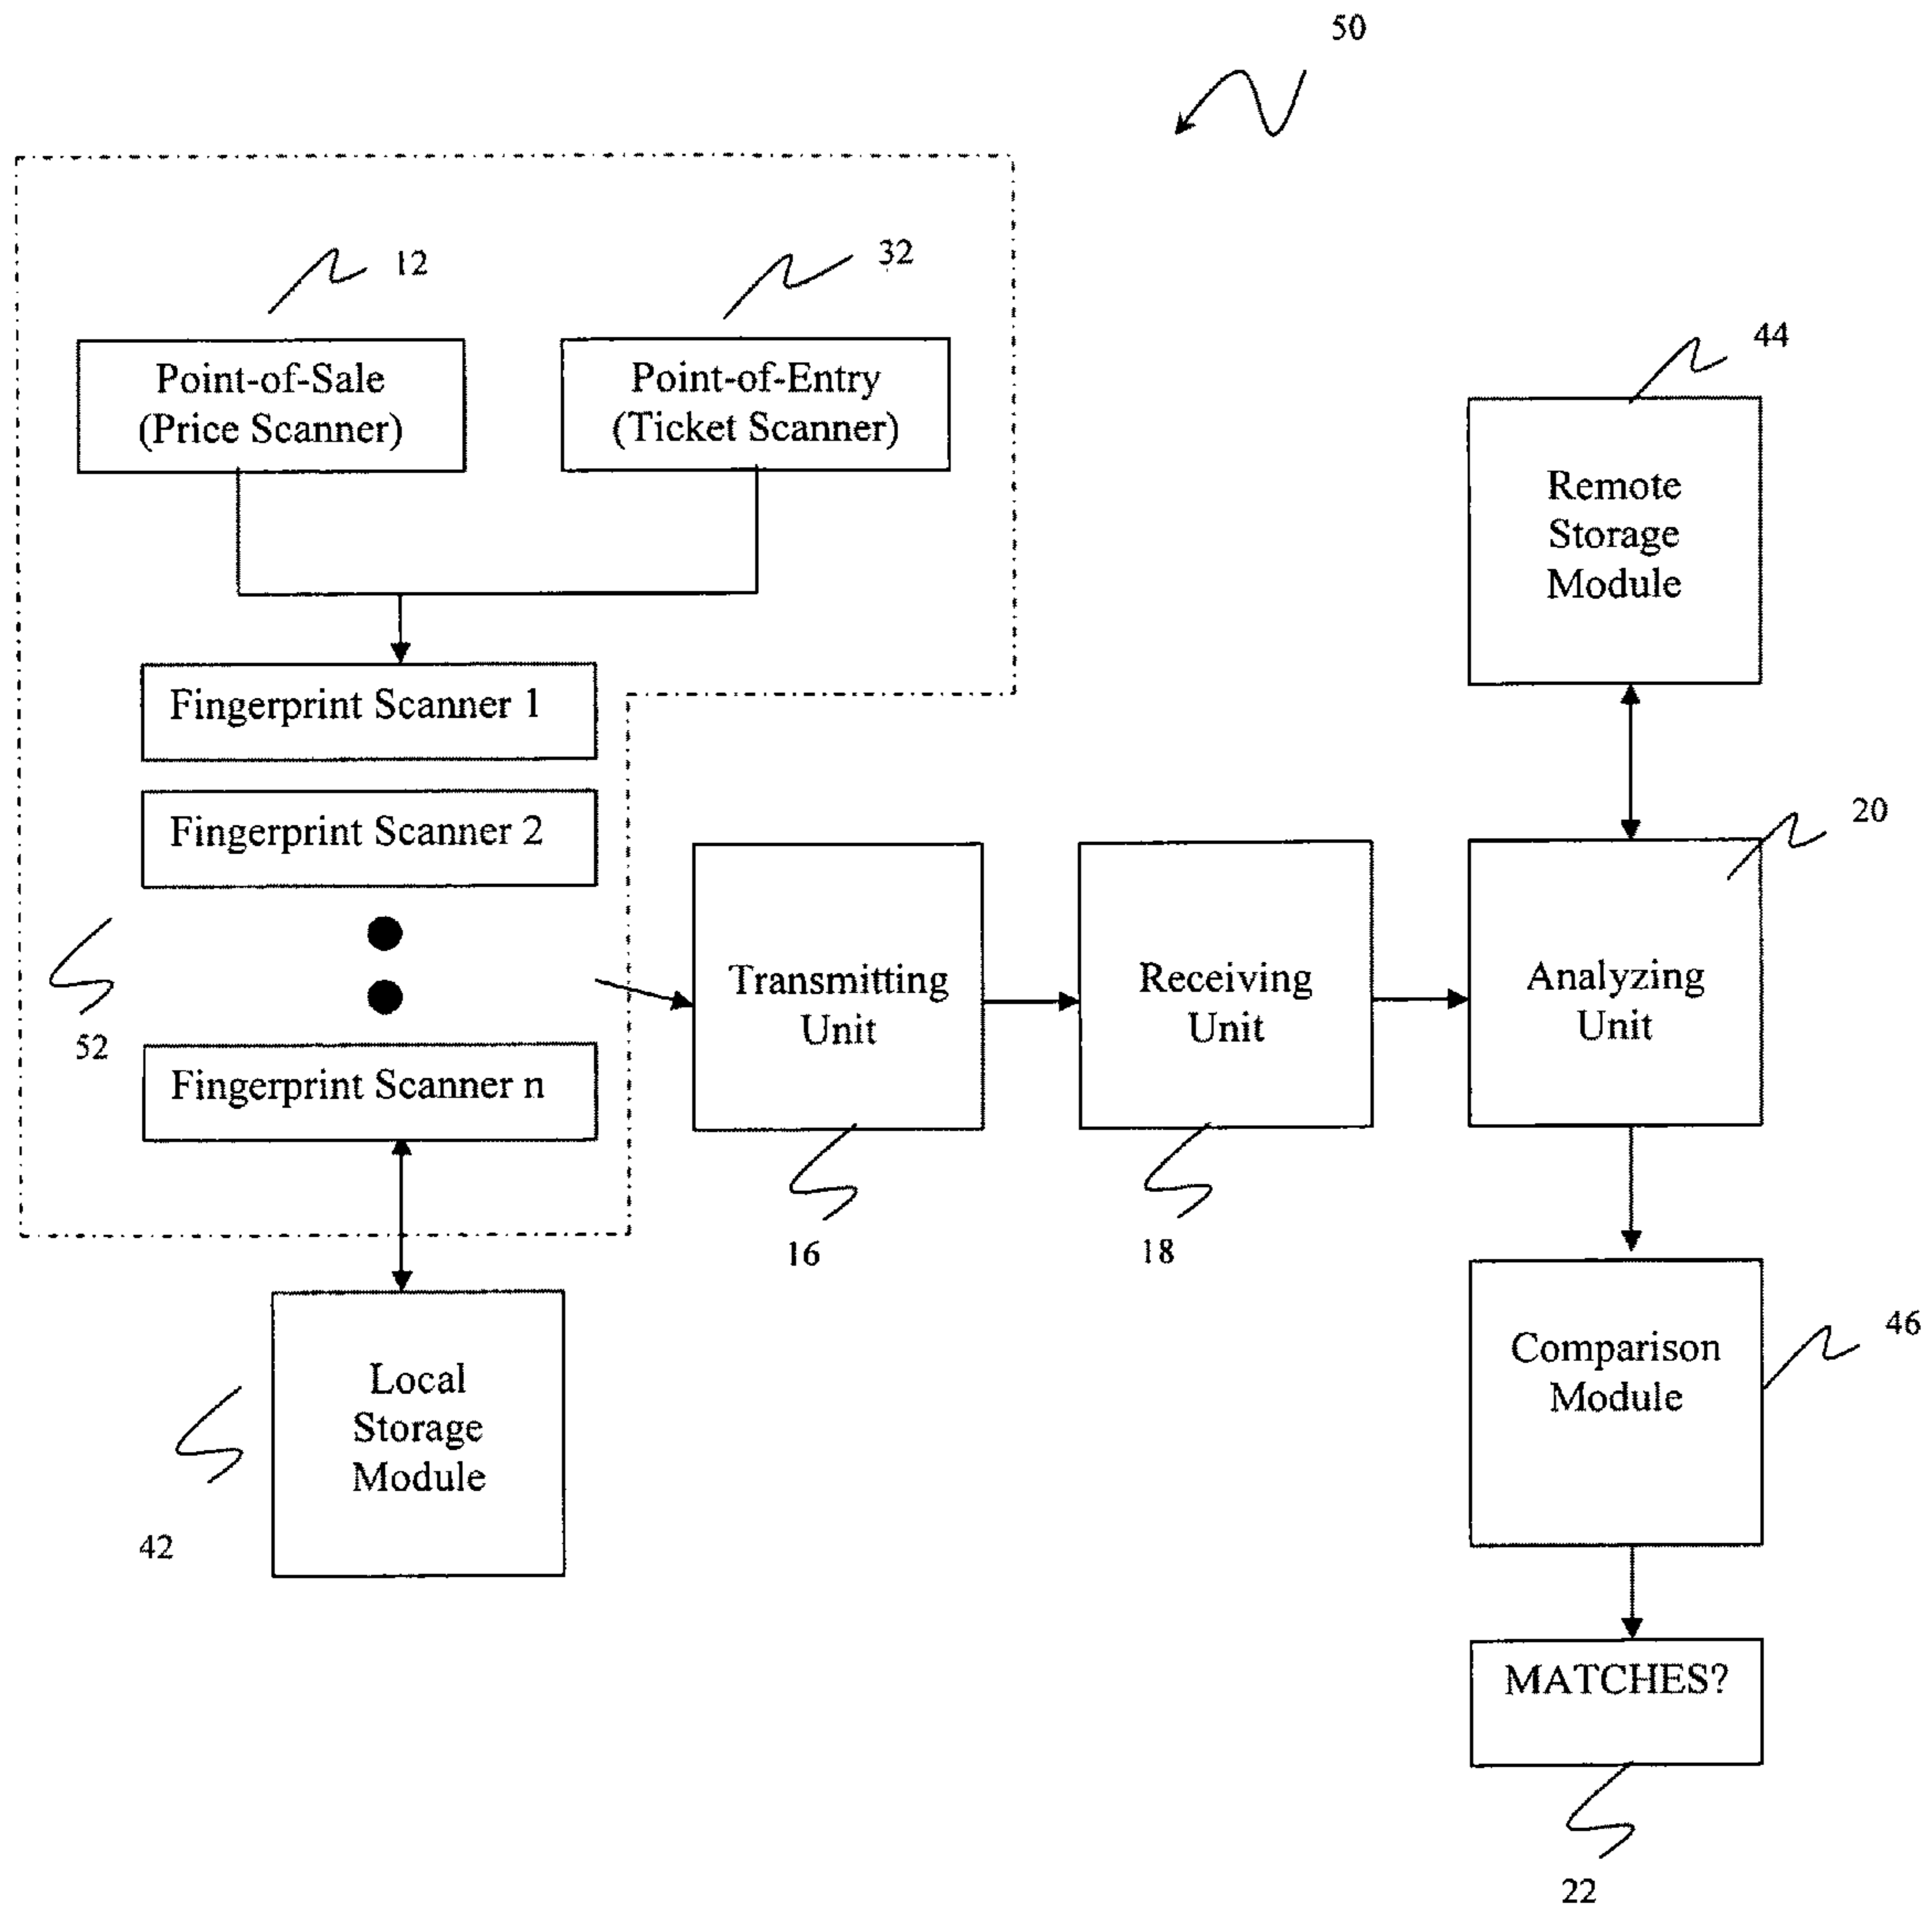 50
12
32
Point-of-Sale
(Price Scanner)
Point-of-Entry
(Ticket Scanner)
44
Remote
Storage
Module
Fingerprint Scanner 1
Fingerprint Scanner 2
20
52
Transmitting
Unit
Receiving
Unit
Analyzing
Unit
Fingerprint Scanner n
16
18
Local
Storage
Module
42
Comparison
Module
46
MATCHES?
22